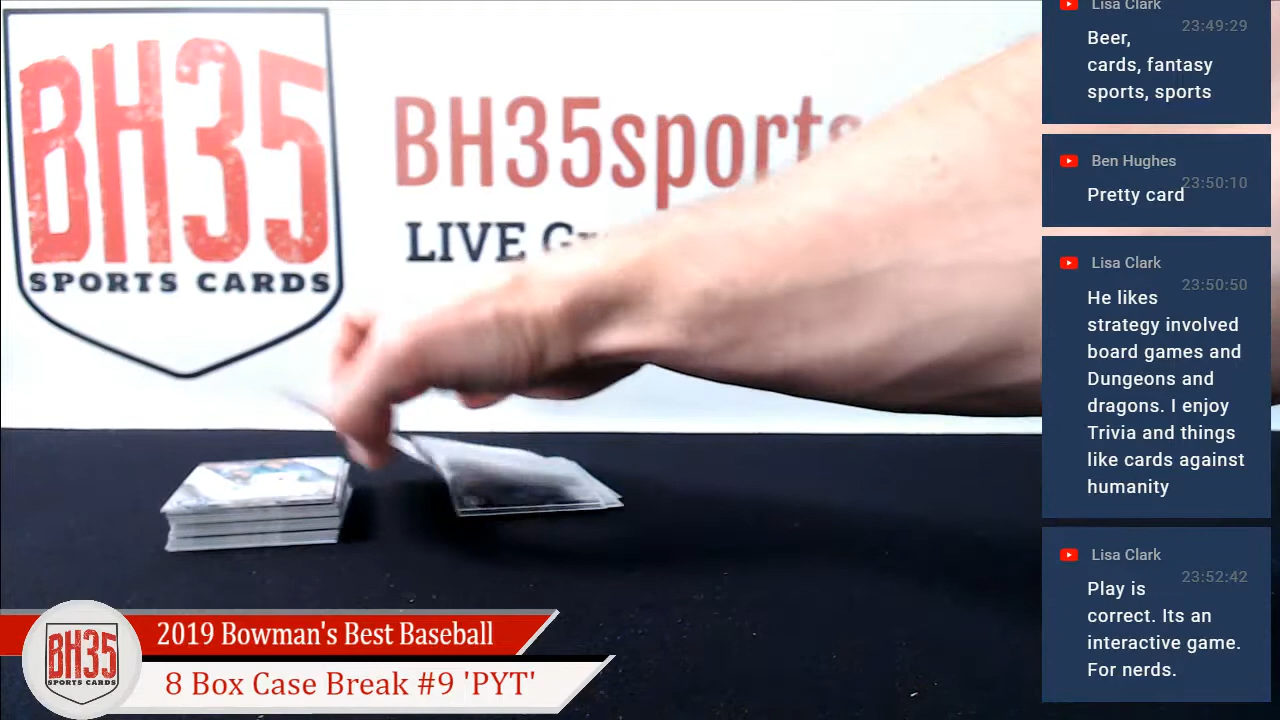 BH35
SPORTS CARDS
BH35sports
LIVE
Lisa Clark
23:49:29
Beer,
cards, fantasy
sports, sports
Ben Hughes
23:50:10
Pretty card
Lisa Clark
23:50:50
He likes
strategy involved
board games and
Dungeons and
dragons. I enjoy
Trivia and things
like cards against
humanity
Lisa Clark
23:52:42
Play is
correct. Its an
interactive game.
For nerds.
BH35
SPORTS CARDS
2019 Bowman's Best Baseball
8 Box Case Break #9 'PYT'